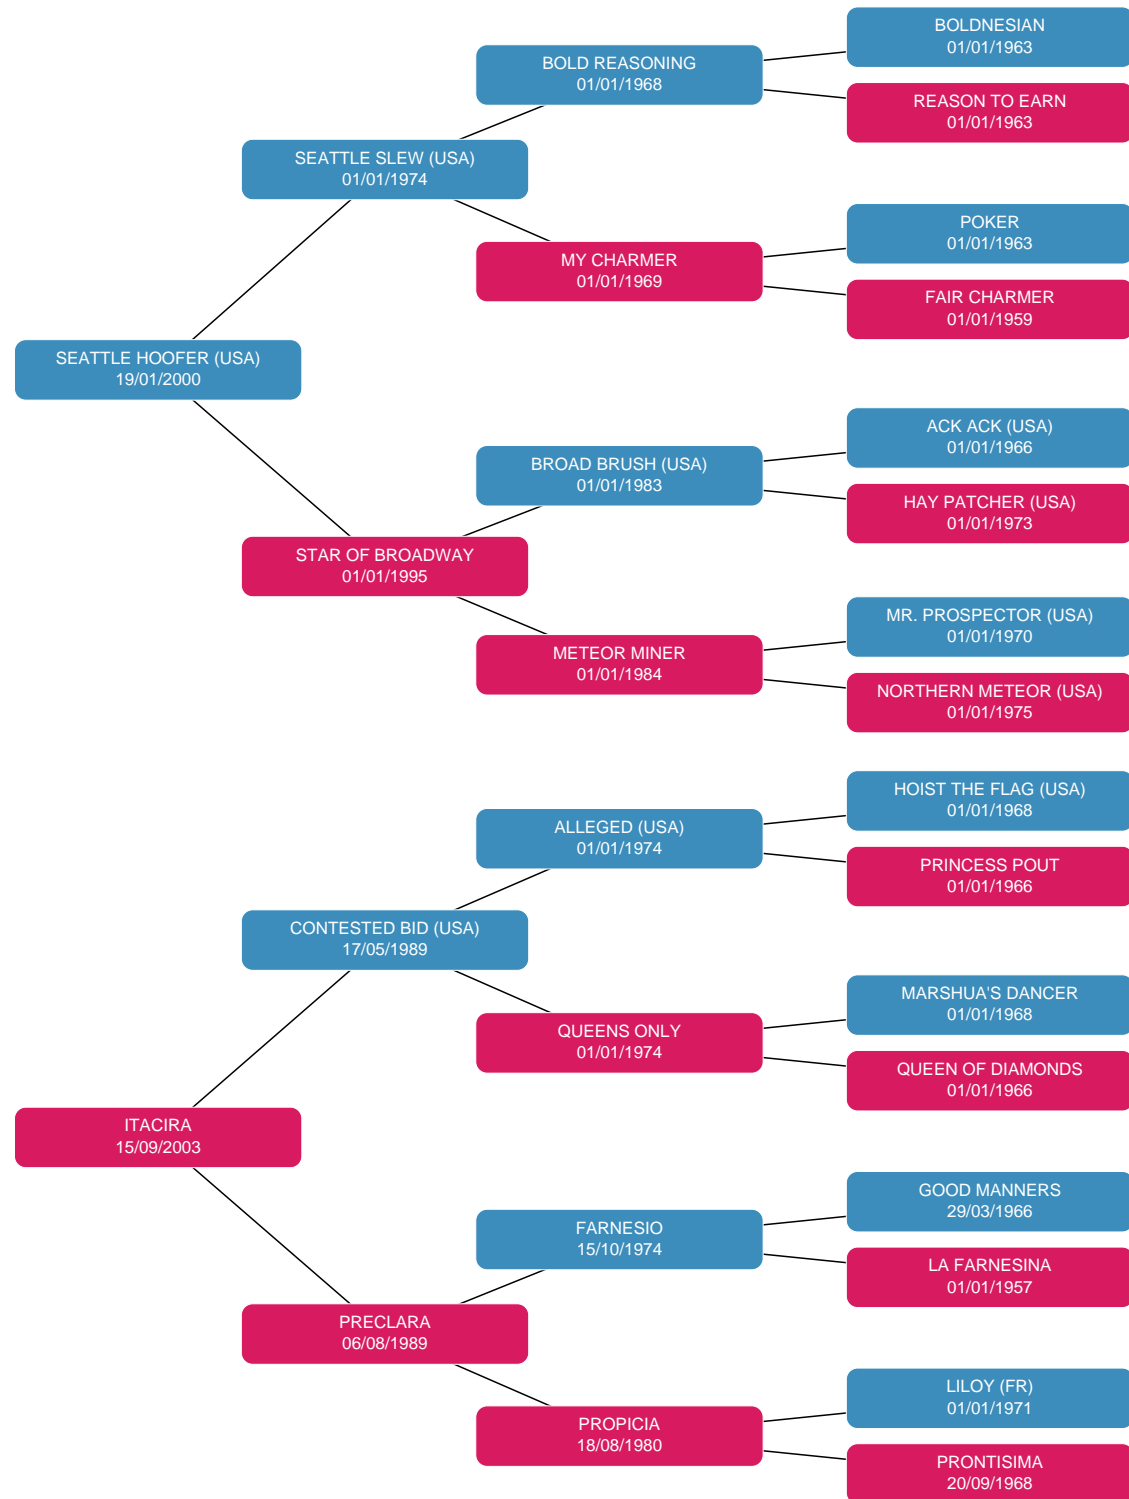 BOLDNESIAN
01/01/1963
BOLD REASONING
01/01/1968
REASON TO EARN
01/01/1963
SEATTLE SLEW (USA)
01/01/1974
POKER
01/01/1963
MY CHARMER
01/01/1969
FAIR CHARMER
01/01/1959
SEATTLE HOOFER (USA)
19/01/2000
ACK ACK (USA)
01/01/1966
BROAD BRUSH (USA)
01/01/1983
HAY PATCHER (USA)
01/01/1973
STAR OF BROADWAY
01/01/1995
MR. PROSPECTOR (USA)
01/01/1970
METEOR MINER
01/01/1984
NORTHERN METEOR (USA)
01/01/1975
HOIST THE FLAG (USA)
01/01/1968
ALLEGED (USA)
01/01/1974
PRINCESS POUT
01/01/1966
CONTESTED BID (USA)
17/05/1989
MARSHUA'S DANCER
01/01/1968
QUEENS ONLY
01/01/1974
QUEEN OF DIAMONDS
01/01/1966
ITACIRA
15/09/2003
GOOD MANNERS
29/03/1966
FARNESIO
15/10/1974
LA FARNESINA
01/01/1957
PRECLARA
06/08/1989
LILOY (FR)
01/01/1971
PROPICIA
18/08/1980
PRONTISIMA
20/09/1968